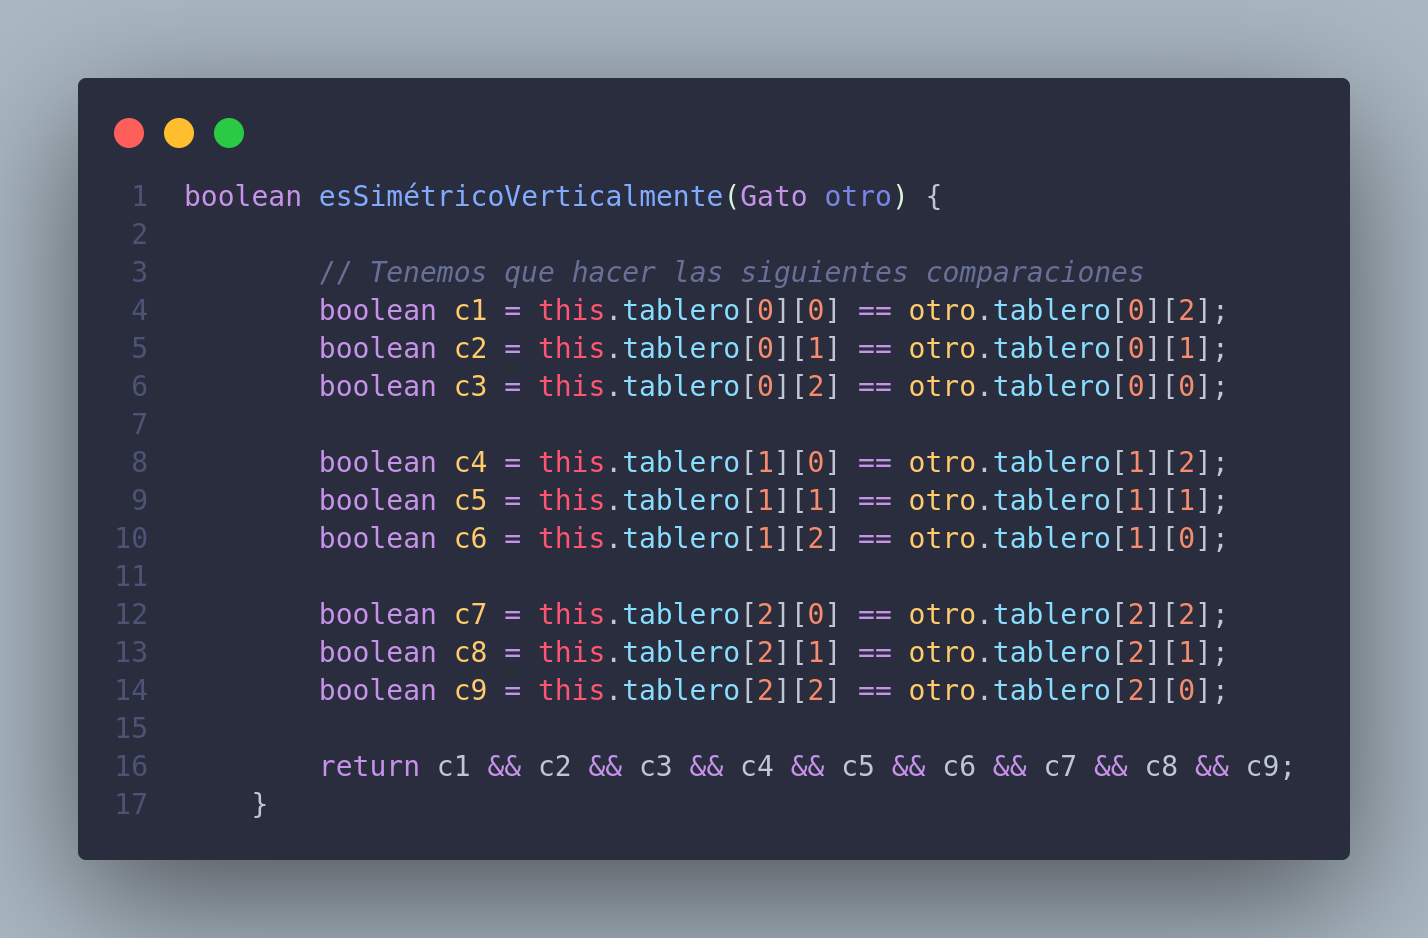 1 boolean esSimétricoVerticalmente(Gato otro) {
2
3 // Tenemos que hacer las siguientes comparaciones
4 boolean c1 = this.tablero[0][0] == otro.tablero[0][2];
5 boolean c2 = this.tablero[0][1] == otro.tablero[0][1];
6 boolean c3 = this.tablero[0][2] == otro.tablero[0][0];
7
8 boolean c4 = this.tablero[1][0] == otro.tablero[1][2];
9 boolean c5 = this.tablero[1][1] == otro.tablero[1][1];
10 boolean c6 = this.tablero[1][2] == otro.tablero[1][0];
11
12 boolean c7 = this.tablero[2][0] == otro.tablero[2][2];
13 boolean c8 = this.tablero[2][1] == otro.tablero[2][1];
14 boolean c9 = this.tablero[2][2] == otro.tablero[2][0];
15
16 return c1 && c2 && c3 && c4 && c5 && c6 && c7 && c8 && c9;
17 }